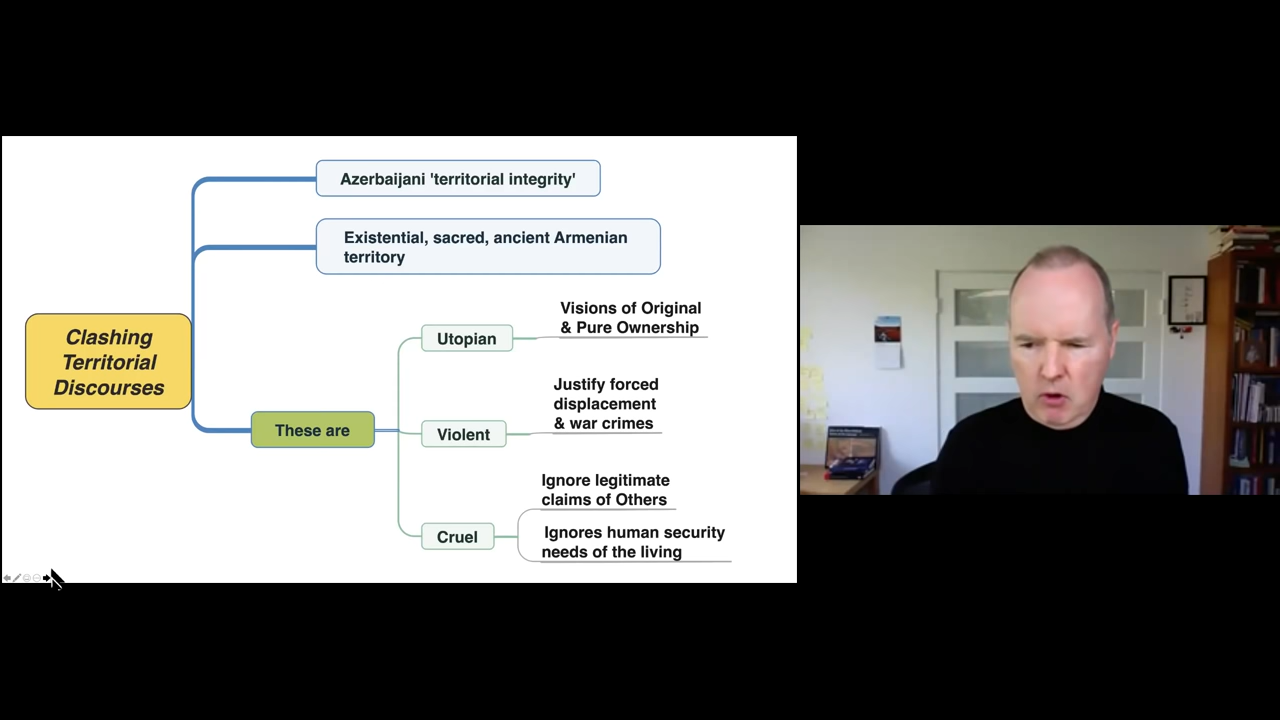 Azerbaijani 'territorial integrity'
Existential, sacred, ancient Armenian
territory
Clashing
Territorial
Discourses
These are
Utopian
Visions of Original
& Pure Ownership
Violent
Justify forced
displacement
& war crimes
Cruel
Ignore legitimate
claims of Others
Ignores human security
needs of the living